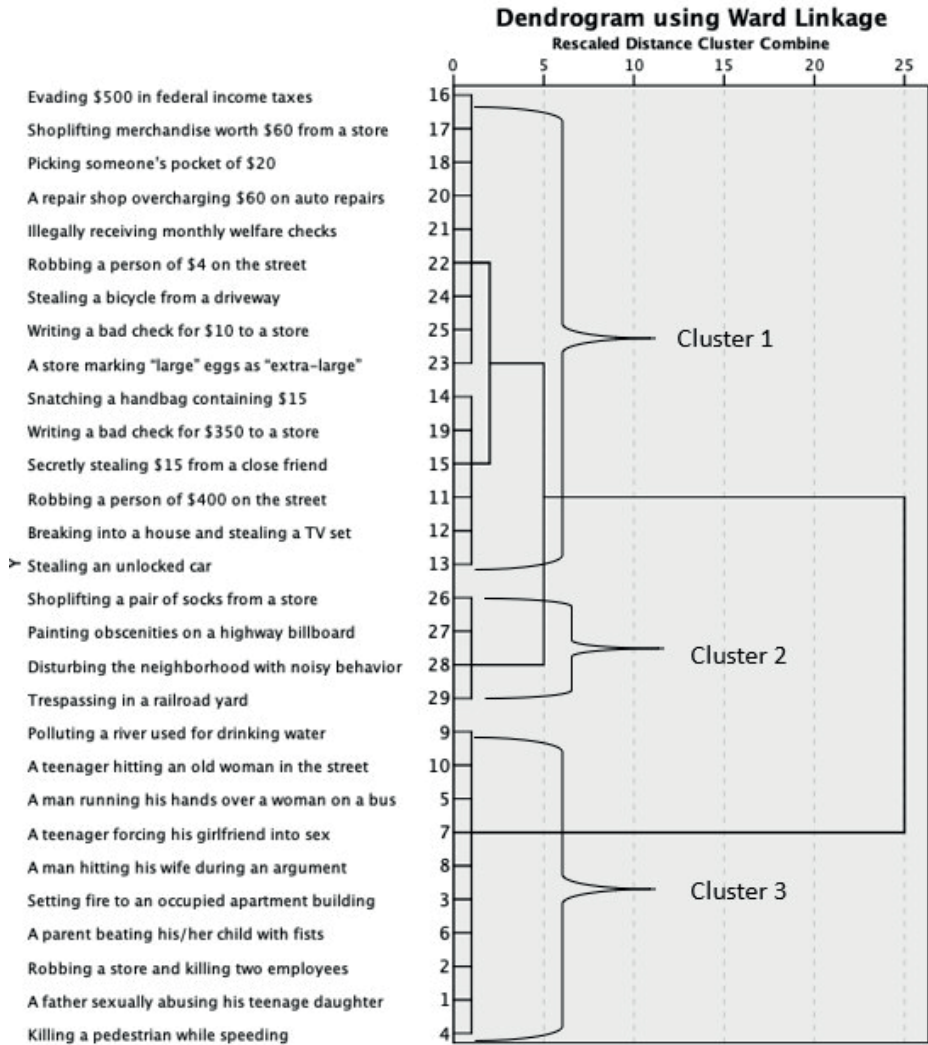 Dendrogram using Ward Linkage
Rescaled Distance Cluster Combine
0 5 10 15 20 25
Evading $500 in federal income taxes 16
Shoplifting merchandise worth $60 from a store 17
Picking someone's pocket of $20 18
A repair shop overcharging $60 on auto repairs 20
Illegally receiving monthly welfare checks 21
Robbing a person of $4 on the street 22
Stealing a bicycle from a driveway 24
Writing a bad check for $10 to a store 25
Cluster 1
A store marking “large” eggs as “extra-large” 23
Snatching a handbag containing $15 14
Writing a bad check for $350 to a store 19
Secretly stealing $15 from a close friend 15
Robbing a person of $400 on the street 11
Breaking into a house and stealing a TV set 12
Y Stealing an unlocked car 13
Shoplifting a pair of socks from a store 26
Painting obscenities on a highway billboard 27
Cluster 2
Disturbing the neighborhood with noisy behavior 28
Trespassing in a railroad yard 29
Polluting a river used for drinking water 9
A teenager hitting an old woman in the street 10
A man running his hands over a woman on a bus 5
A teenager forcing his girlfriend into sex 7
A man hitting his wife during an argument 8
Cluster 3
Setting fire to an occupied apartment building 3
A parent beating his/her child with fists 6
Robbing a store and killing two employees 2
A father sexually abusing his teenage daughter 1
Killing a pedestrian while speeding 4